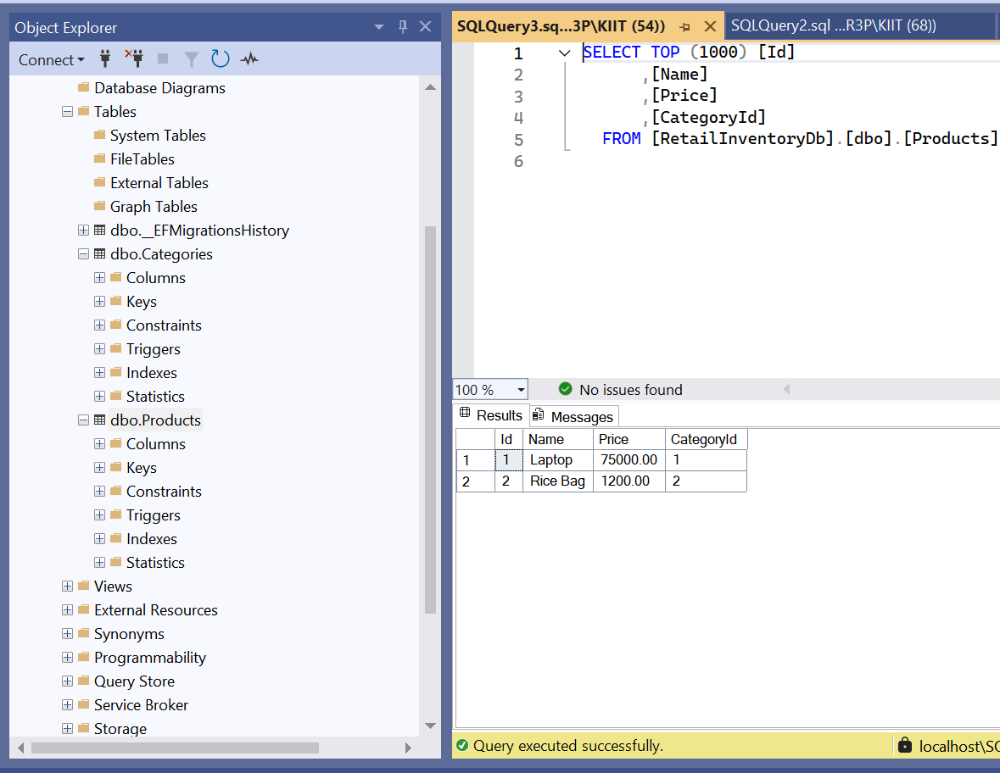 Object Explorer
Connect
Database Diagrams
Tables
System Tables
FileTables
External Tables
Graph Tables
dbo.__EFMigrationsHistory
dbo.Categories
Columns
Keys
Constraints
Triggers
Indexes
Statistics
dbo.Products
Columns
Keys
Constraints
Triggers
Indexes
Statistics
Views
External Resources
Synonyms
Programmability
Query Store
Service Broker
Storage
SQLQuery3.sq...3P\KIIT (54)) SQLQuery2.sql ...R3P\KIIT (68))
1 SELECT TOP (1000) [Id]
2 ,[Name]
3 ,[Price]
4 ,[CategoryId]
5 FROM [RetailInventoryDb].[dbo].[Products]
6
100 % No issues found
Results Messages
Id Name Price CategoryId
1 1 Laptop 75000.00 1
2 2 Rice Bag 1200.00 2
Query executed successfully. localhost\SQ